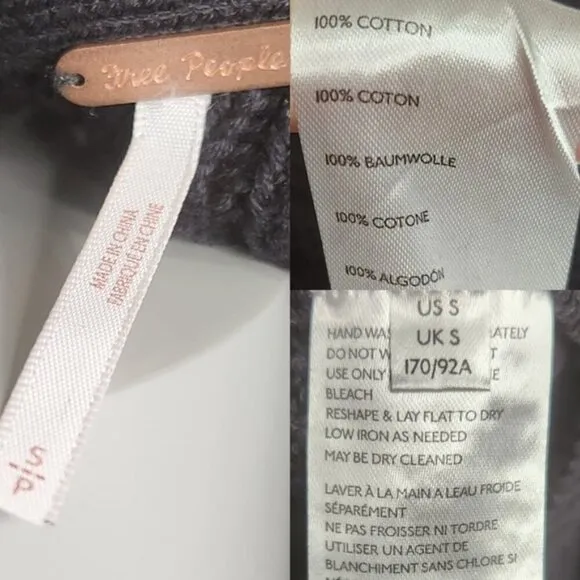 Free People
MADE IN CHINA
FABRIQUÉ EN CHINE
S/P
100% COTTON
100% COTON
100% BAUMWOLLE
100% COTONE
100% ALGODÓN
US S
UK S
170/92A
HAND WAS ATELY
DO NOT W T
USE ONLY E
BLEACH
RESHAPE & LAY FLAT TO DRY
LOW IRON AS NEEDED
MAY BE DRY CLEANED
LAVER À LA MAIN A LEAU FROIDE
SÉPARÉMENT
NE PAS FROISSER NI TORDRE
UTILISER UN AGENT DE
BLANCHIMENT SANS CHLORE SI